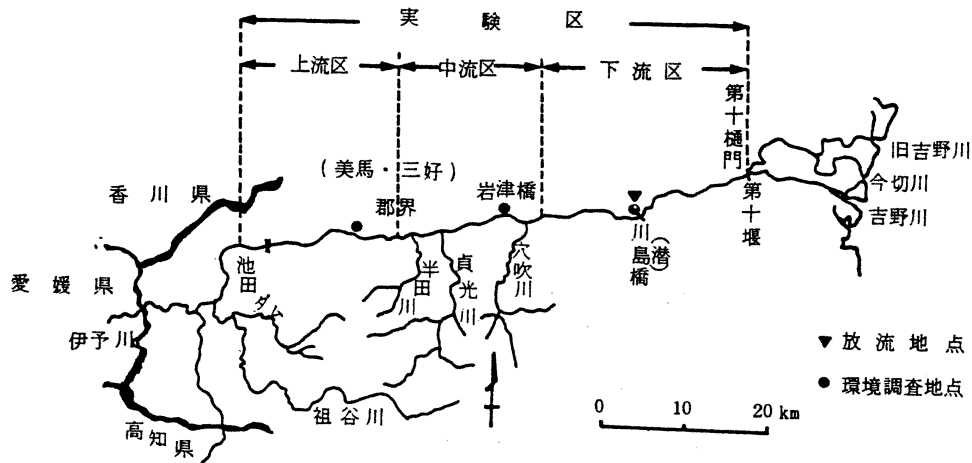 実験区
上流区
中流区
下流区
第十樋門
(美馬・三好)
岩津橋
郡界
香川県
旧吉野川
今切川
吉野川
第十堰
川島橋
(潜)
池田
ダム
半田川
貞光川
穴吹川
愛媛県
伊予川
祖谷川
高知県
▼ 放流地点
● 環境調査地点
0 10 20 km